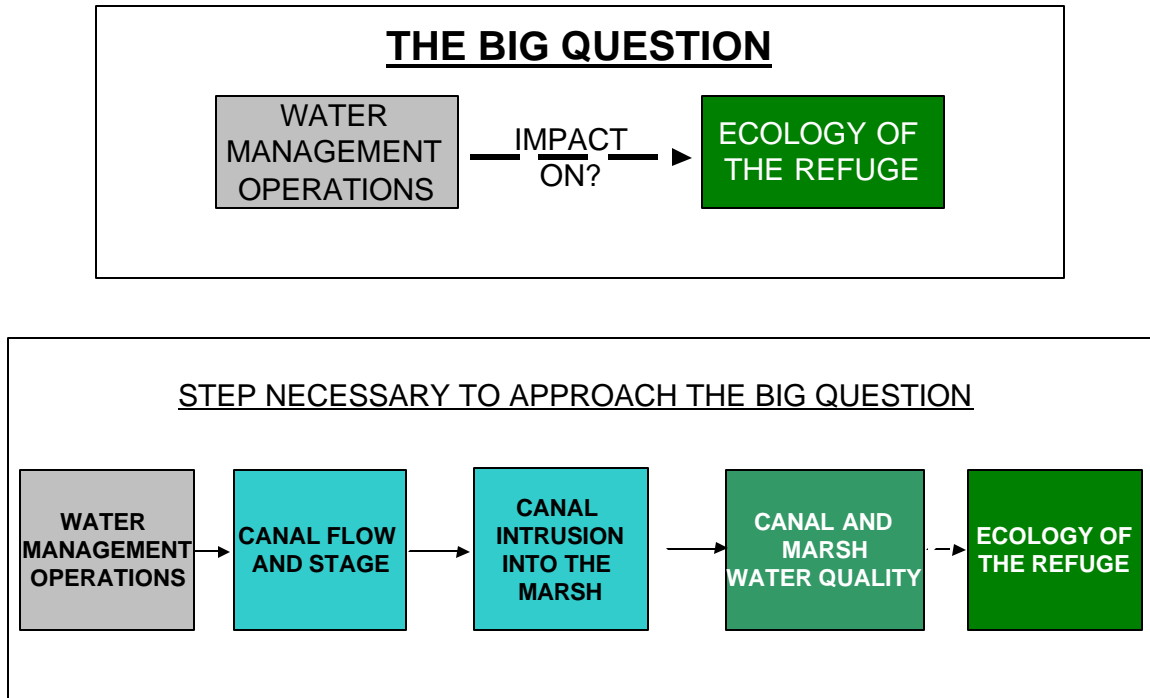 THE BIG QUESTION
WATER
MANAGEMENT
OPERATIONS
IMPACT
ON?
ECOLOGY OF
THE REFUGE
STEP NECESSARY TO APPROACH THE BIG QUESTION
WATER
MANAGEMENT
OPERATIONS
CANAL FLOW
AND STAGE
CANAL
INTRUSION
INTO THE
MARSH
CANAL AND
MARSH
WATER QUALITY
ECOLOGY OF
THE REFUGE